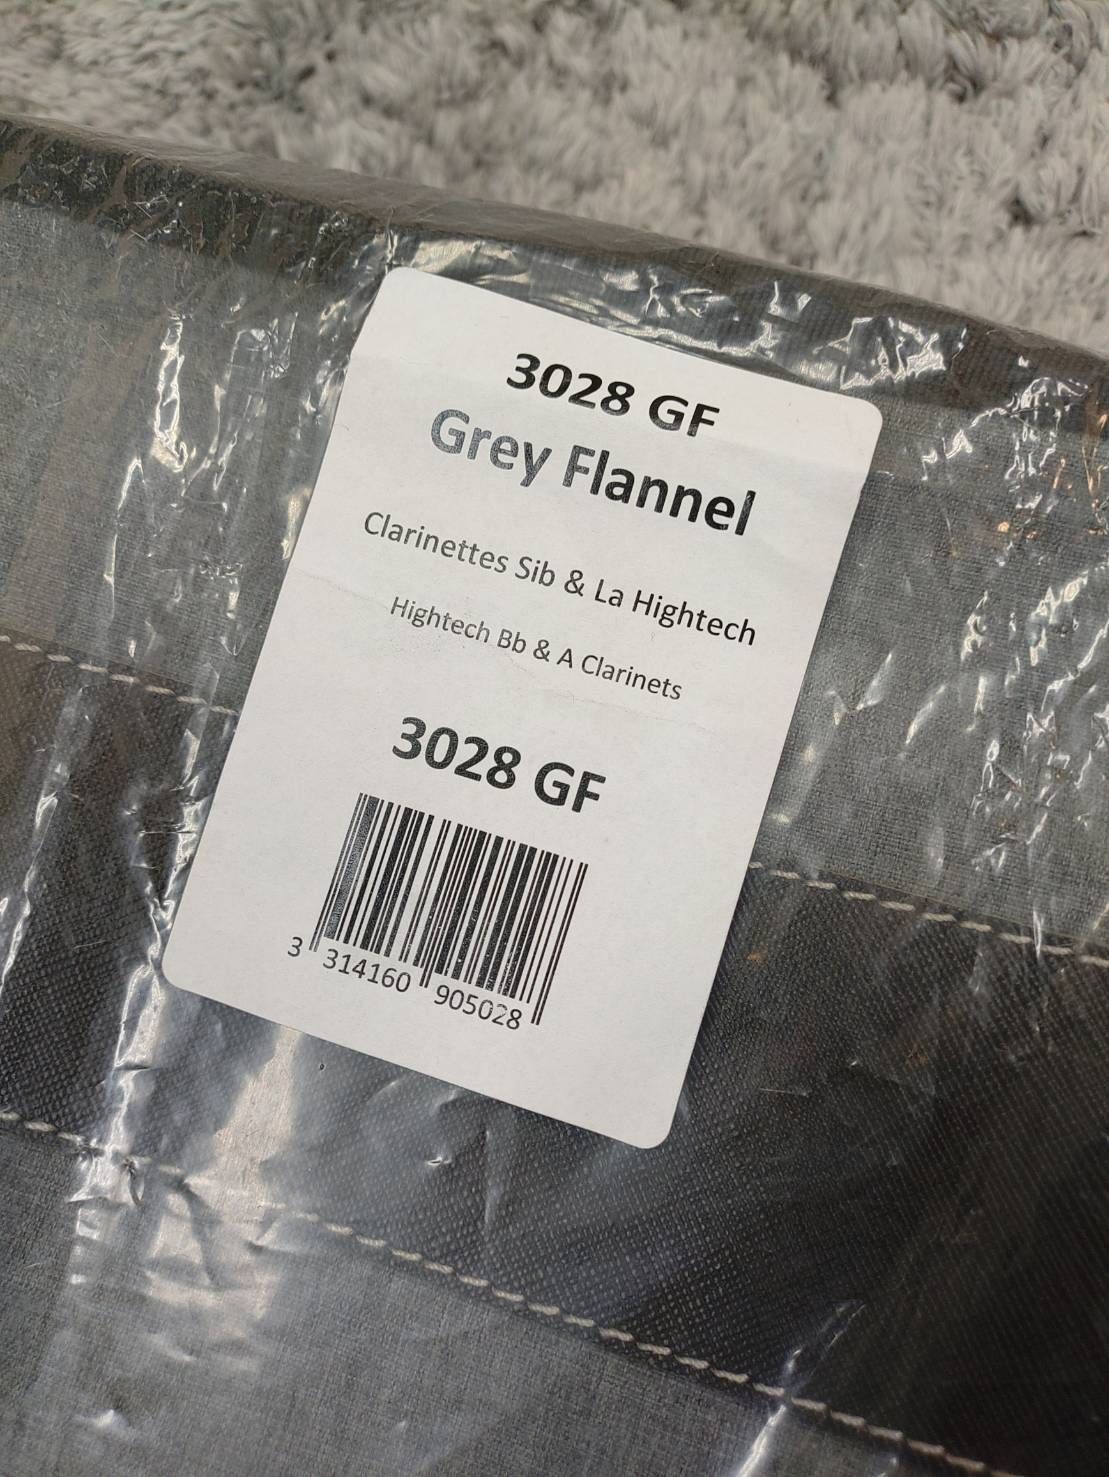 3028 GF
Grey Flannel
Clarinettes Sib & La Hightech
Hightech Bb & A Clarinets
3028 GF
3 314160 905028